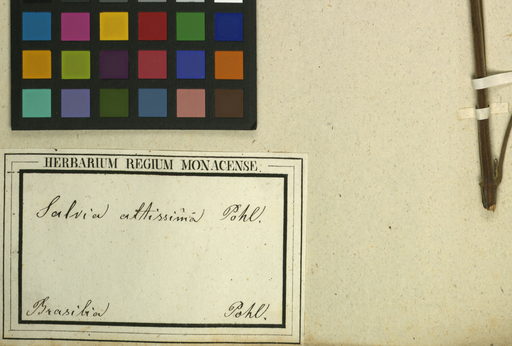 HERBARIUM REGIUM MONACENSE.
Salvia altissima Pohl.
Brasilia Pohl.